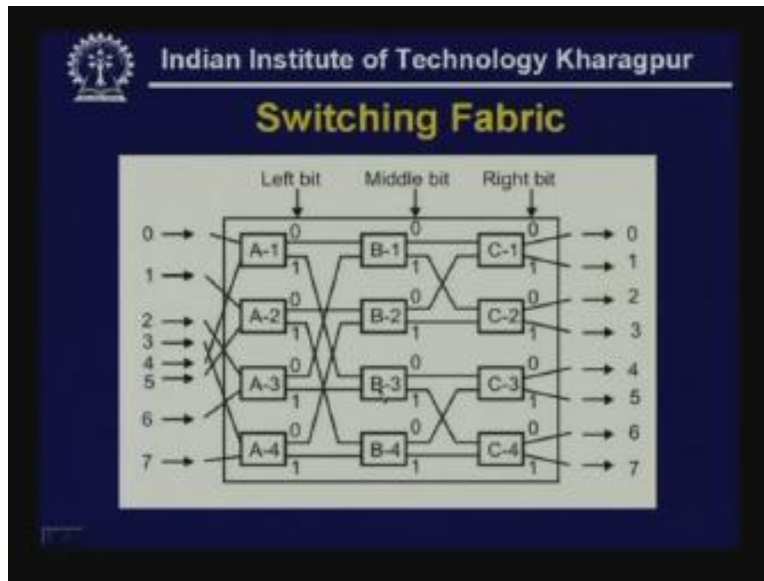 Indian Institute of Technology Kharagpur
Switching Fabric
Left bit Middle bit Right bit
0 0 0 0 0
A-1 B-1 C-1
1 1 1 1 1
0 0 0 2
A-2 B-2 C-2
2 1 1 1 3
3
4 0 0 0 4
5 A-3 B-3 C-3
6 1 1 1 5
0 0 0 6
A-4 B-4 C-4
7 1 1 1 7